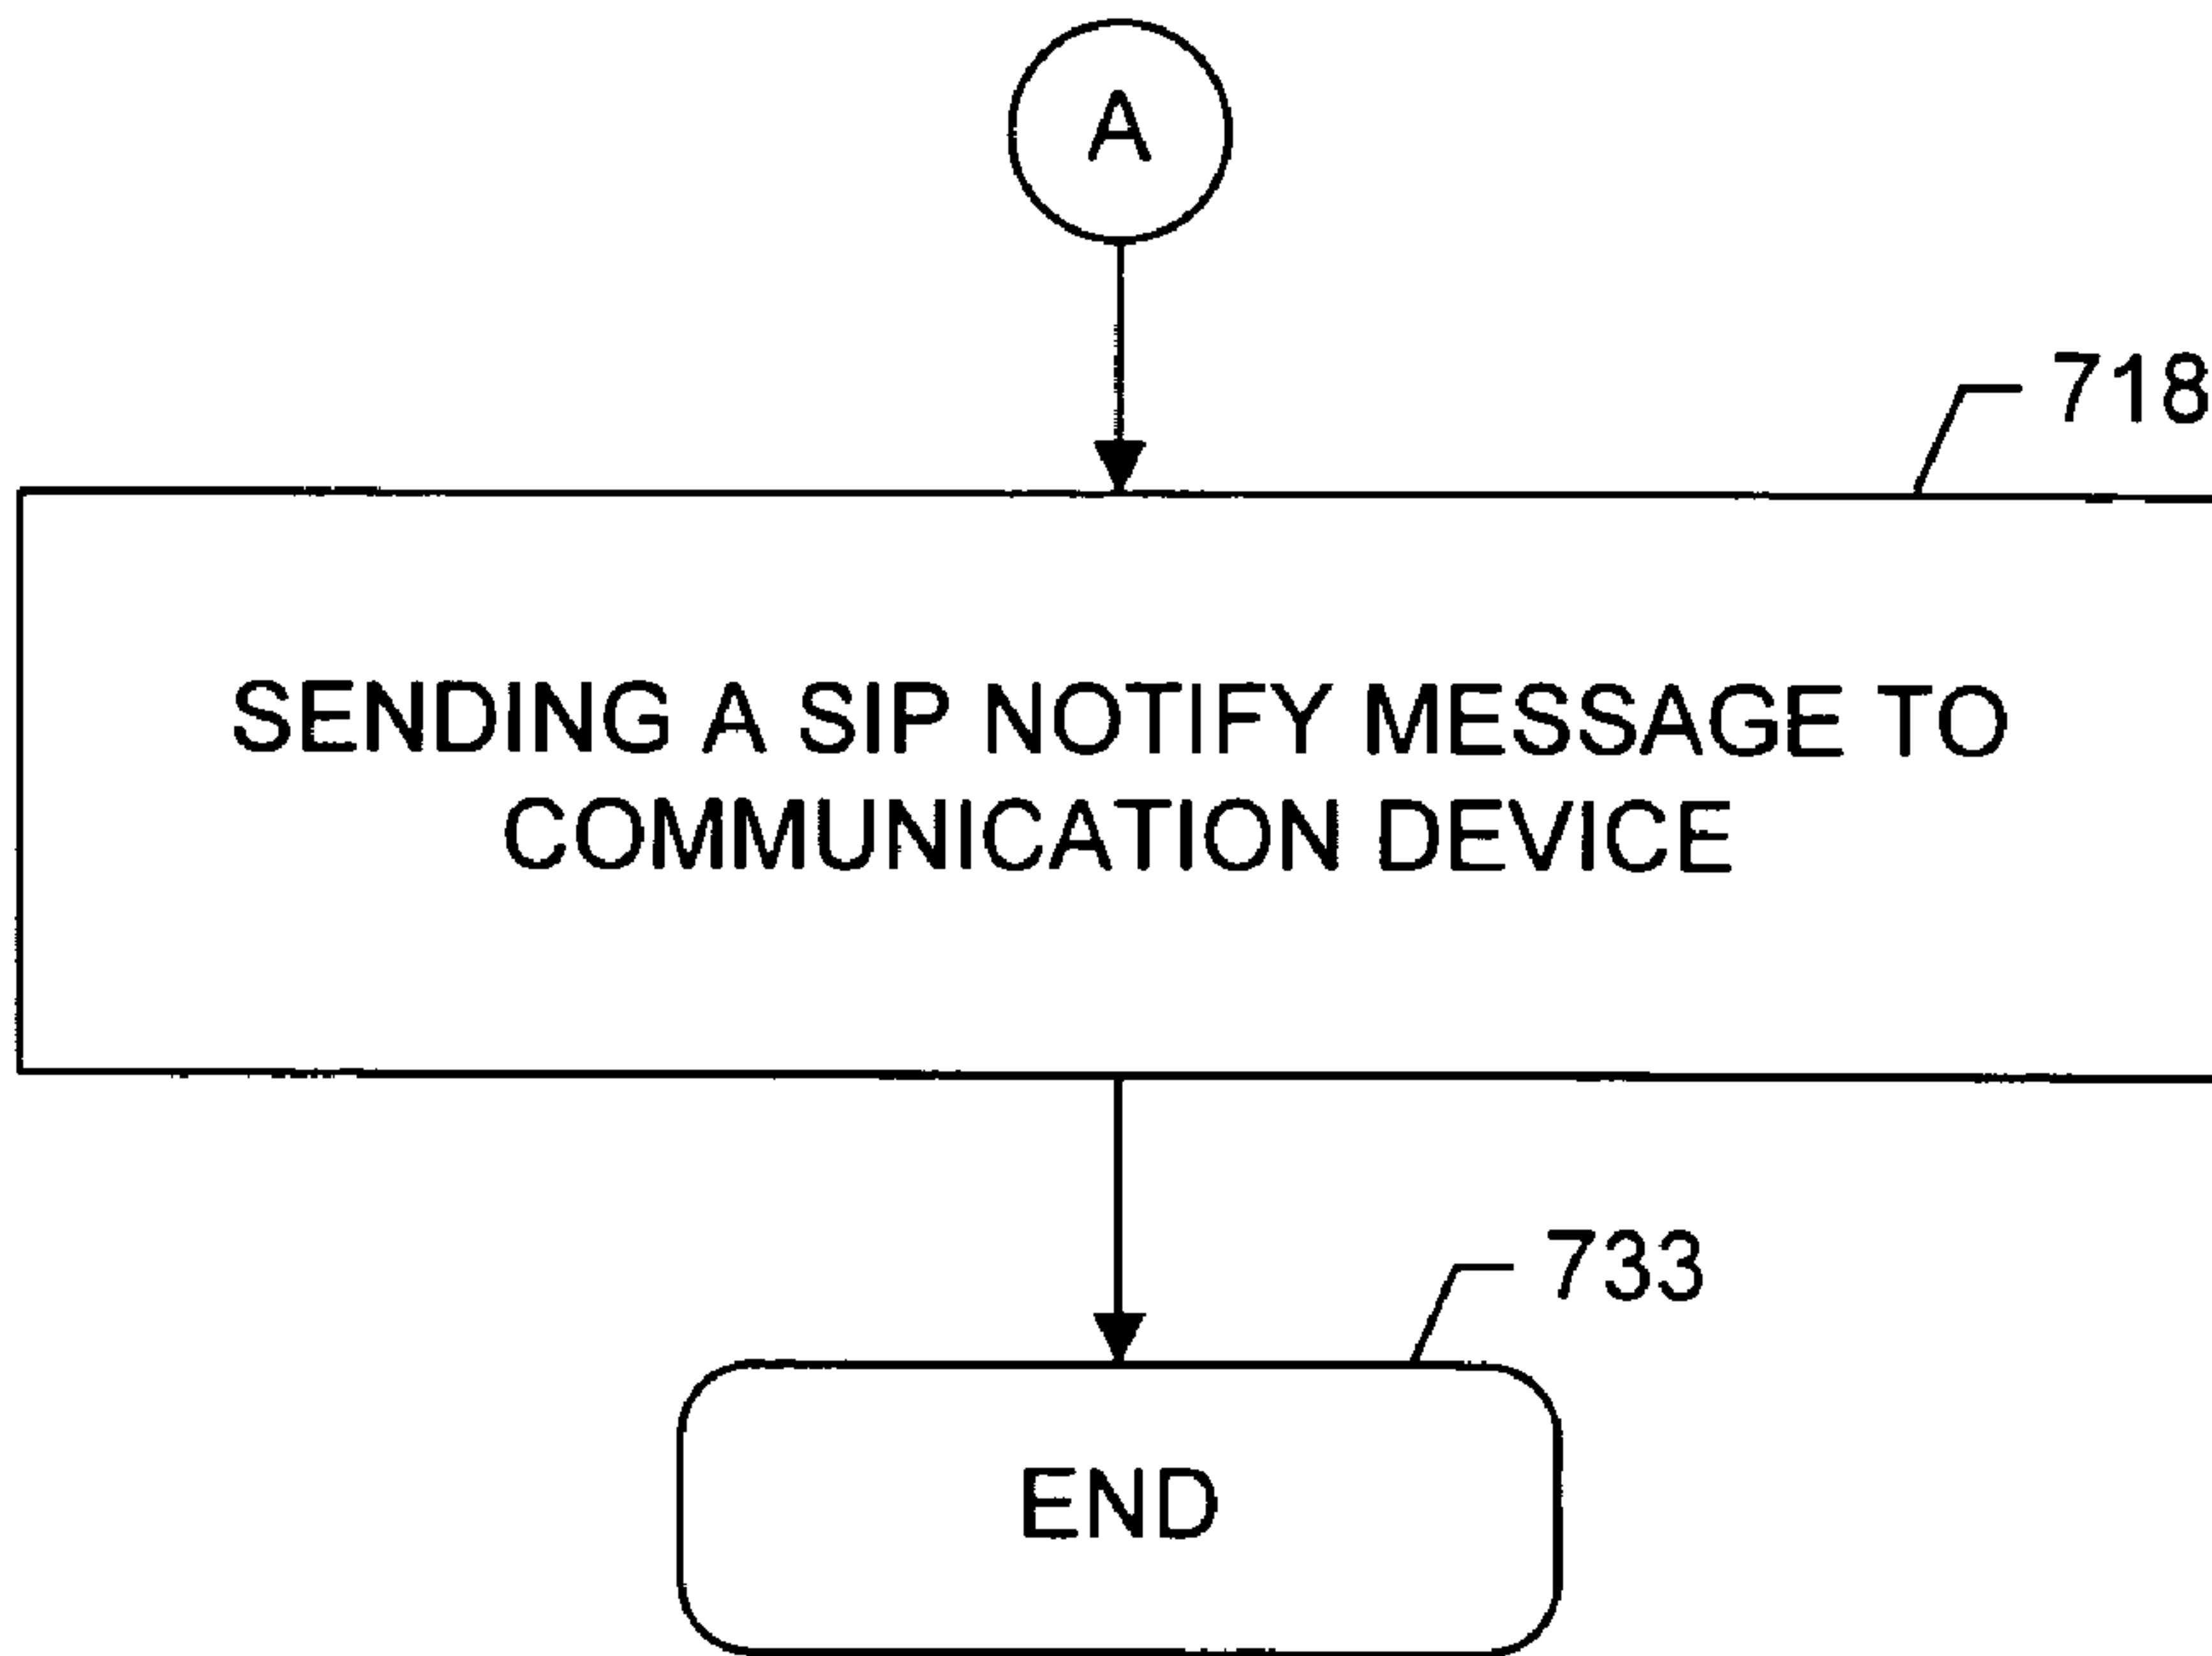 A
718
SENDING A SIP NOTIFY MESSAGE TO
COMMUNICATION DEVICE
733
END